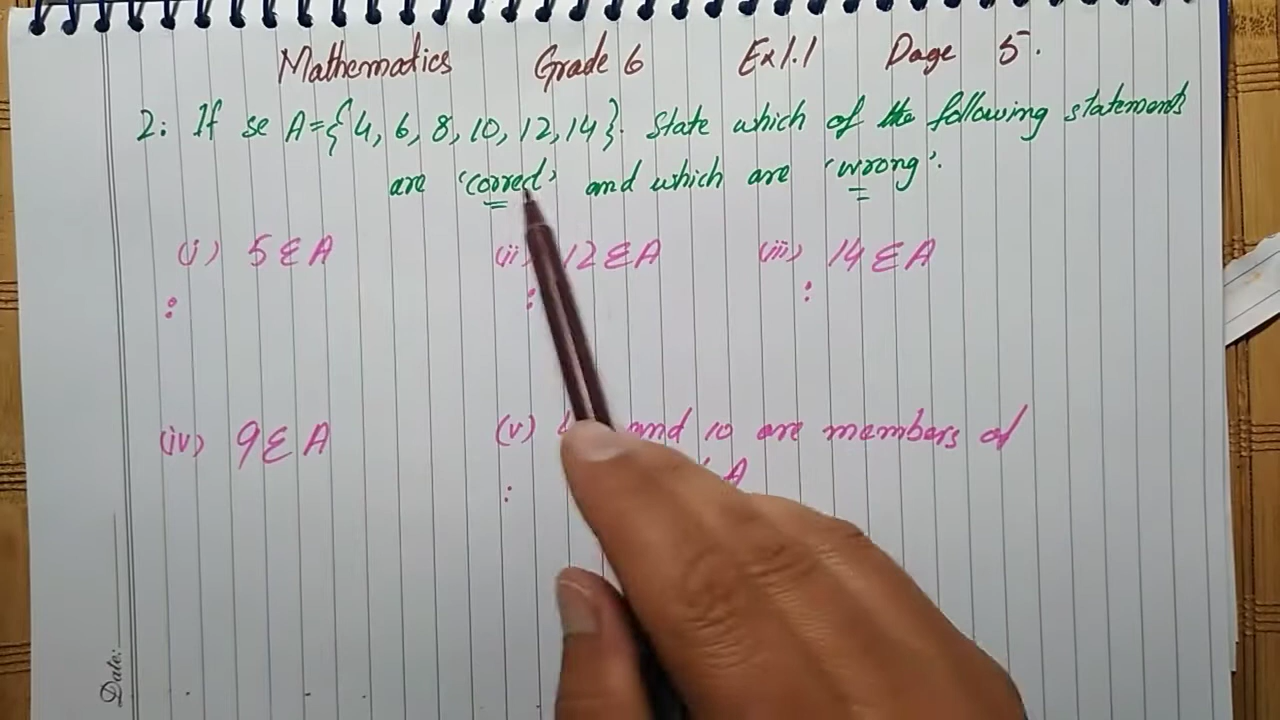 Mathematics Grade 6 Ex 1.1 Page 5.
2: If se A={4, 6, 8, 10, 12, 14}. State which of the following statements
are 'correct' and which are 'wrong'.
(i) 5 ∈ A (ii) 12 ∈ A (iii) 14 ∈ A
: : :
(iv) 9 ∈ A (v) and 10 are members of
: A
Date: